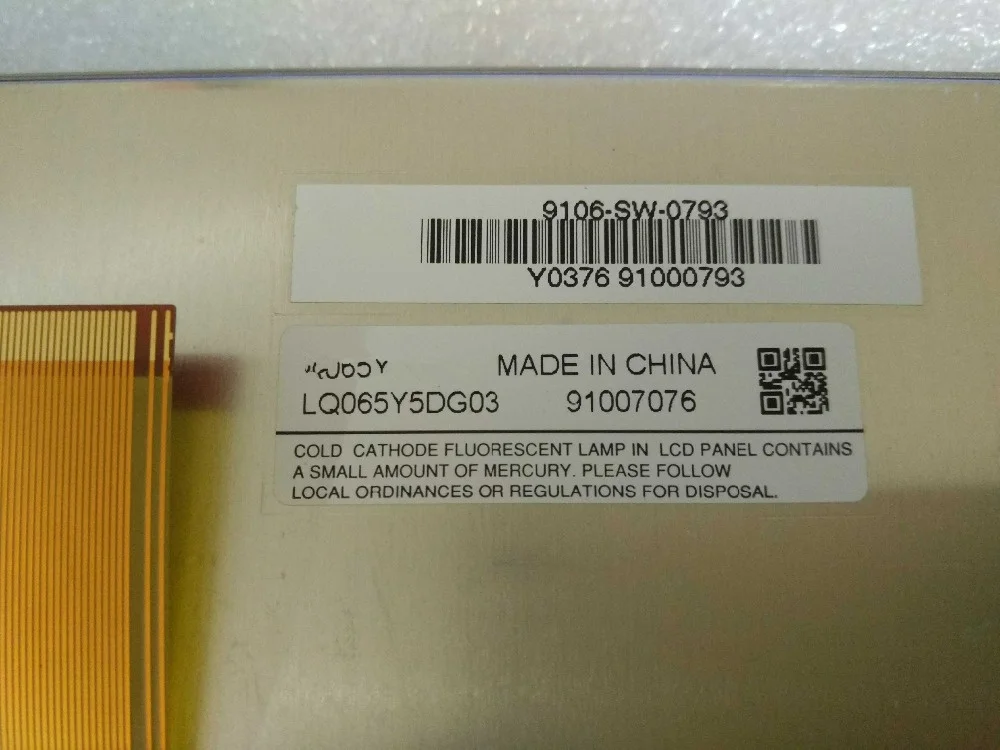 9106-SW-0793
Y0376 91000793
MADE IN CHINA
LQ065Y5DG03 91007076
COLD CATHODE FLUORESCENT LAMP IN LCD PANEL CONTAINS
A SMALL AMOUNT OF MERCURY. PLEASE FOLLOW
LOCAL ORDINANCES OR REGULATIONS FOR DISPOSAL.